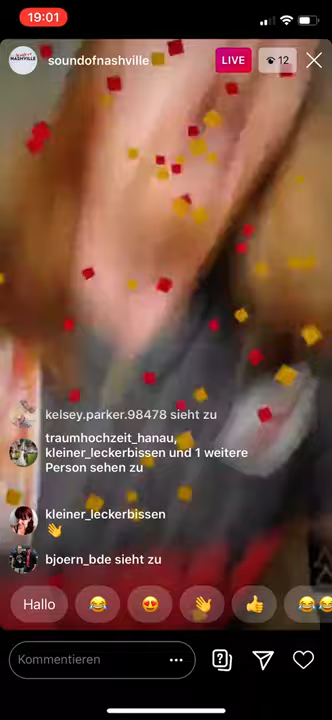 19:01
NASHVILLE
soundofnashville
LIVE
12
kelsey.parker.98478 sieht zu
traumhochzeit_hanau,
kleiner_leckerbissen und 1 weitere
Person sehen zu
kleiner_leckerbissen
👋
bjoern_bde sieht zu
Hallo 😂 😍 👋 👍 😂😂
Kommentieren